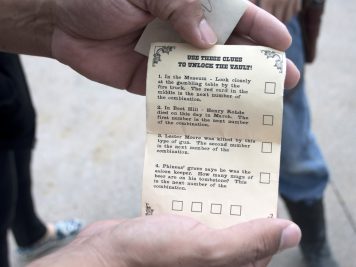 USE THESE CLUES
TO UNLOCK THE VAULT!
1. In the Museum - Look closely
at the gambling table by the
fire truck. The red card in the
middle is the next number of
the combination.
2. In Boot Hill - Henry Robds
died on this day in March. The
first number is the next number
of the combination.
3. Lester Moore was killed by this
type of gun. The second number
is the next number of the
combination.
4. Phineas' grave says he was the
saloon keeper. How many mugs of
beer are on his tombstone? This
is the next number of the
combination.